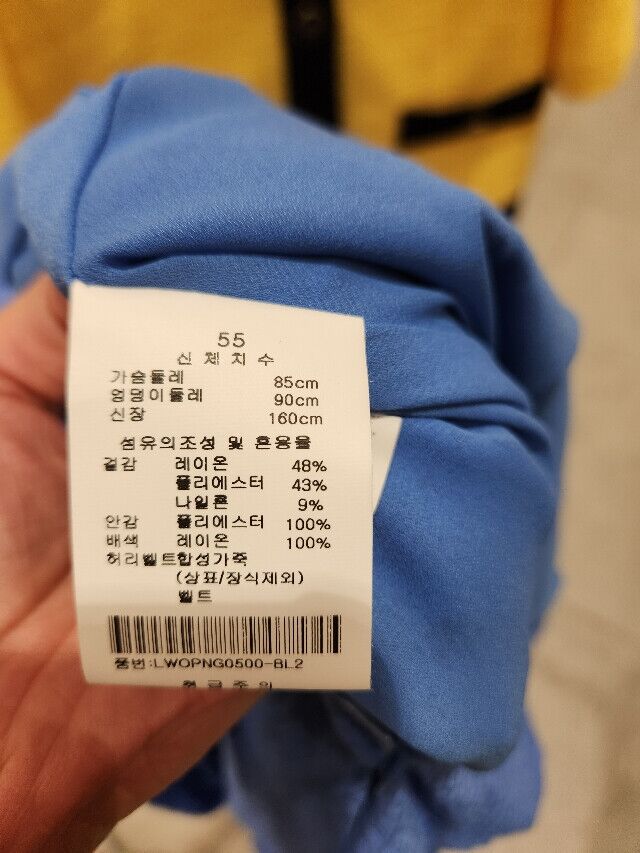 55
신체치수
가슴둘레 85cm
엉덩이둘레 90cm
신장 160cm
섬유의조성 및 혼용율
겉감 레이온 48%
폴리에스터 43%
나일론 9%
안감 폴리에스터 100%
배색 레이온 100%
허리벨트합성가죽
(상표/장식제외)
벨트
품번:LWOPNG0500-BL2
취급주의